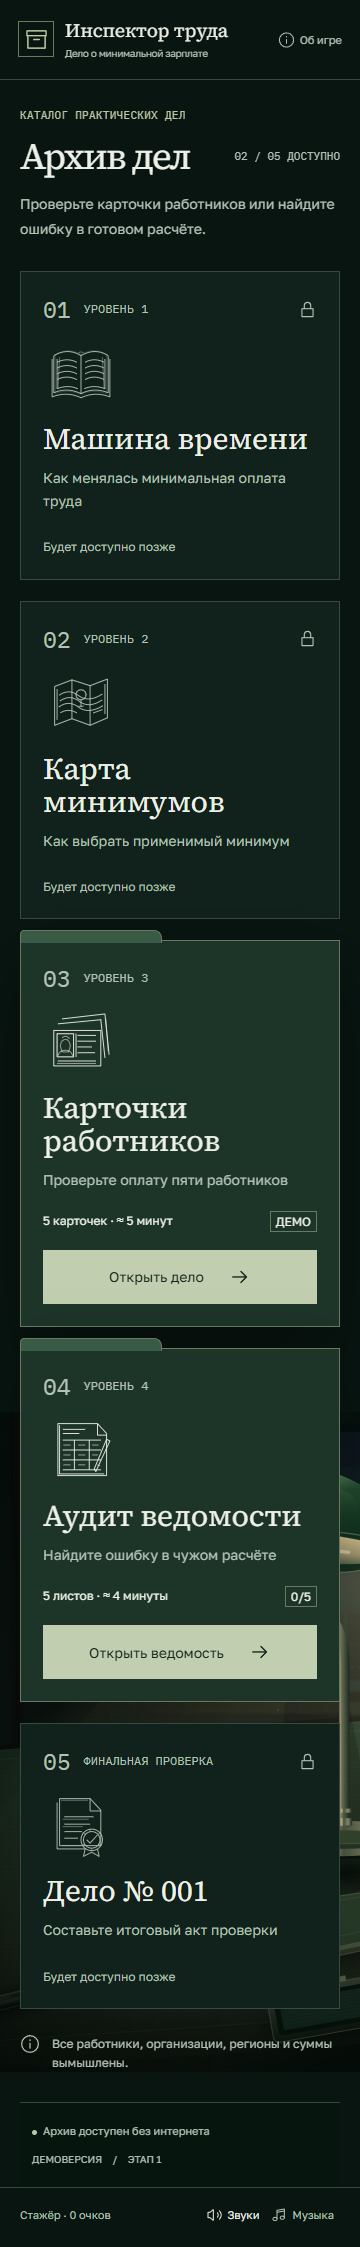 Инспектор труда
Дело о минимальной зарплате
Об игре
КАТАЛОГ ПРАКТИЧЕСКИХ ДЕЛ
Архив дел
02 / 05 ДОСТУПНО
Проверьте карточки работников или найдите
ошибку в готовом расчёте.
01 УРОВЕНЬ 1
Машина времени
Как менялась минимальная оплата
труда
Будет доступно позже
02 УРОВЕНЬ 2
Карта
минимумов
Как выбрать применимый минимум
Будет доступно позже
03 УРОВЕНЬ 3
Карточки
работников
Проверьте оплату пяти работников
5 карточек · ≈ 5 минут
ДЕМО
Открыть дело →
04 УРОВЕНЬ 4
Аудит ведомости
Найдите ошибку в чужом расчёте
5 листов · ≈ 4 минуты
0/5
Открыть ведомость →
05 ФИНАЛЬНАЯ ПРОВЕРКА
Дело № 001
Составьте итоговый акт проверки
Будет доступно позже
Все работники, организации, регионы и суммы
вымышлены.
Архив доступен без интернета
ДЕМОВЕРСИЯ / ЭТАП 1
Стажёр · 0 очков
Звуки
Музыка